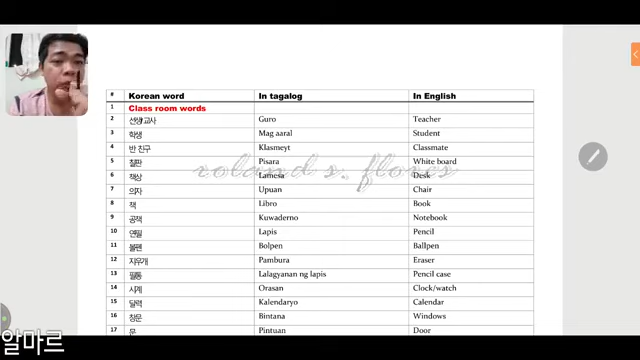 # Korean word In tagalog In English
1 Class room words
2 선생/교사 Guro Teacher
3 학생 Mag aaral Student
4 반 친구 Klasmeyt Classmate
5 칠판 Pisara White board
6 책상 Lamesa Desk
7 의자 Upuan Chair
8 책 Libro Book
9 공책 Kuwaderno Notebook
10 연필 Lapis Pencil
11 볼펜 Bolpen Ballpen
12 지우개 Pambura Eraser
13 필통 Lalagyanan ng lapis Pencil case
14 시계 Orasan Clock/watch
15 달력 Kalendaryo Calendar
16 창문 Bintana Windows
17 문 Pintuan Door
roland s. flores
알마르